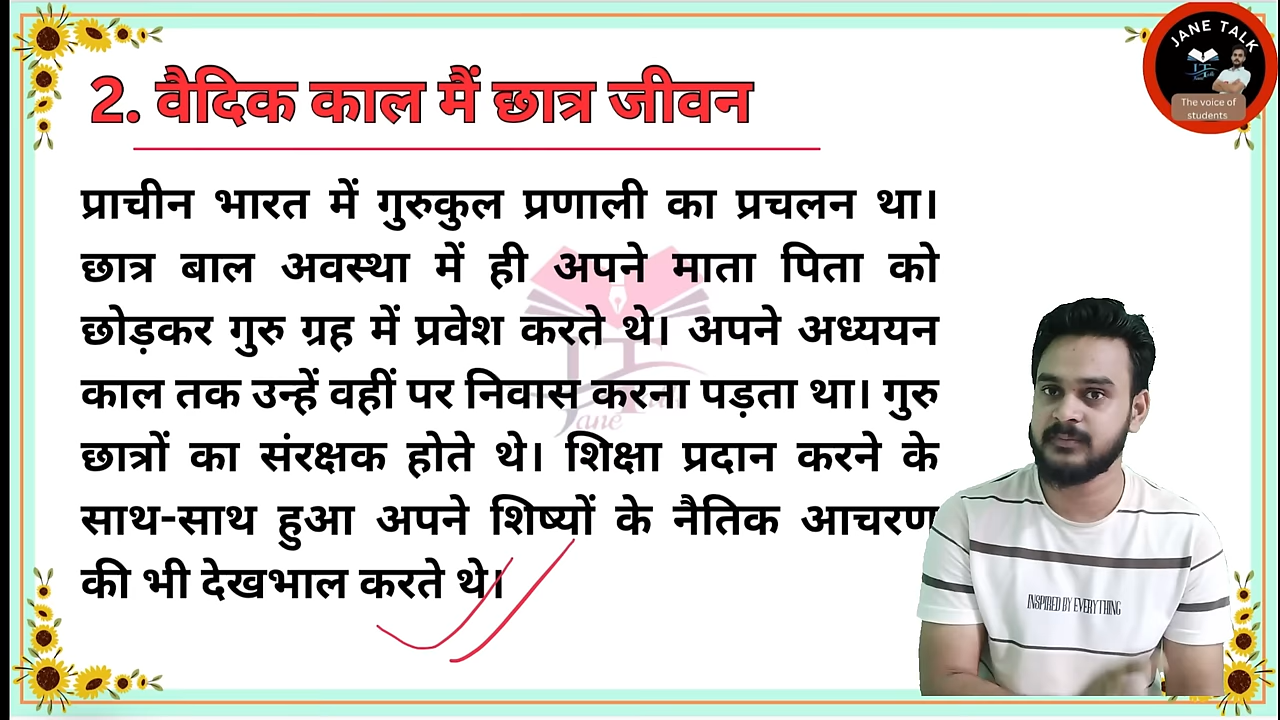 JANE TALK
The voice of
students
2. वैदिक काल मैं छात्र जीवन
प्राचीन भारत में गुरुकुल प्रणाली का प्रचलन था।
छात्र बाल अवस्था में ही अपने माता पिता को
छोड़कर गुरु ग्रह में प्रवेश करते थे। अपने अध्ययन
काल तक उन्हें वहीं पर निवास करना पड़ता था। गुरु
छात्रों का संरक्षक होते थे। शिक्षा प्रदान करने के
साथ-साथ हुआ अपने शिष्यों के नैतिक आचरण
की भी देखभाल करते थे।
INSPIRED BY EVERYTHING